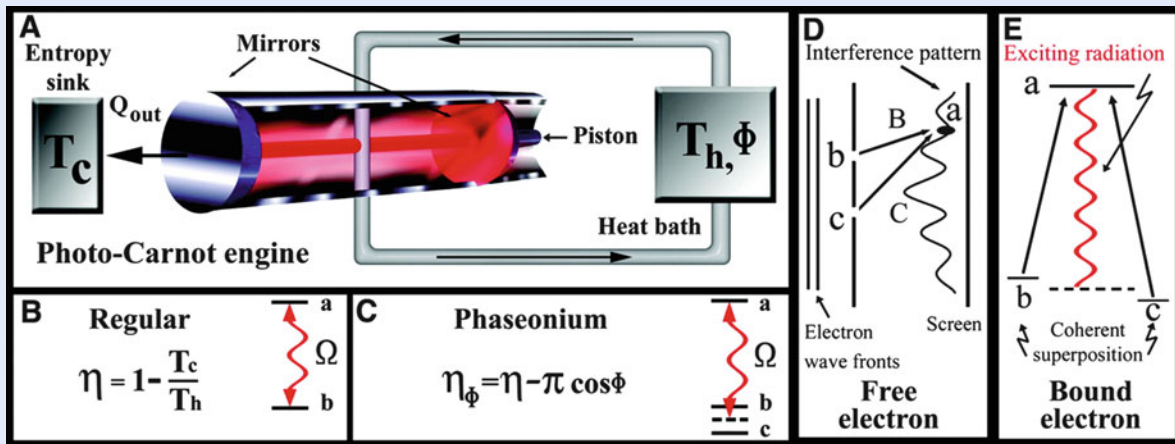 A
Entropy
sink
Mirrors
Q_out
T_c
Piston
T_h, Φ
Heat bath
Photo-Carnot engine
B
Regular
η = 1 - T_c/T_h
a
Ω
b
C
Phaseonium
η_Φ = η - π cosΦ
a
Ω
b
c
D
Interference pattern
a
B
b
c
C
Electron
wave fronts
Screen
Free
electron
E
Exciting radiation
a
b
c
Coherent
superposition
Bound
electron